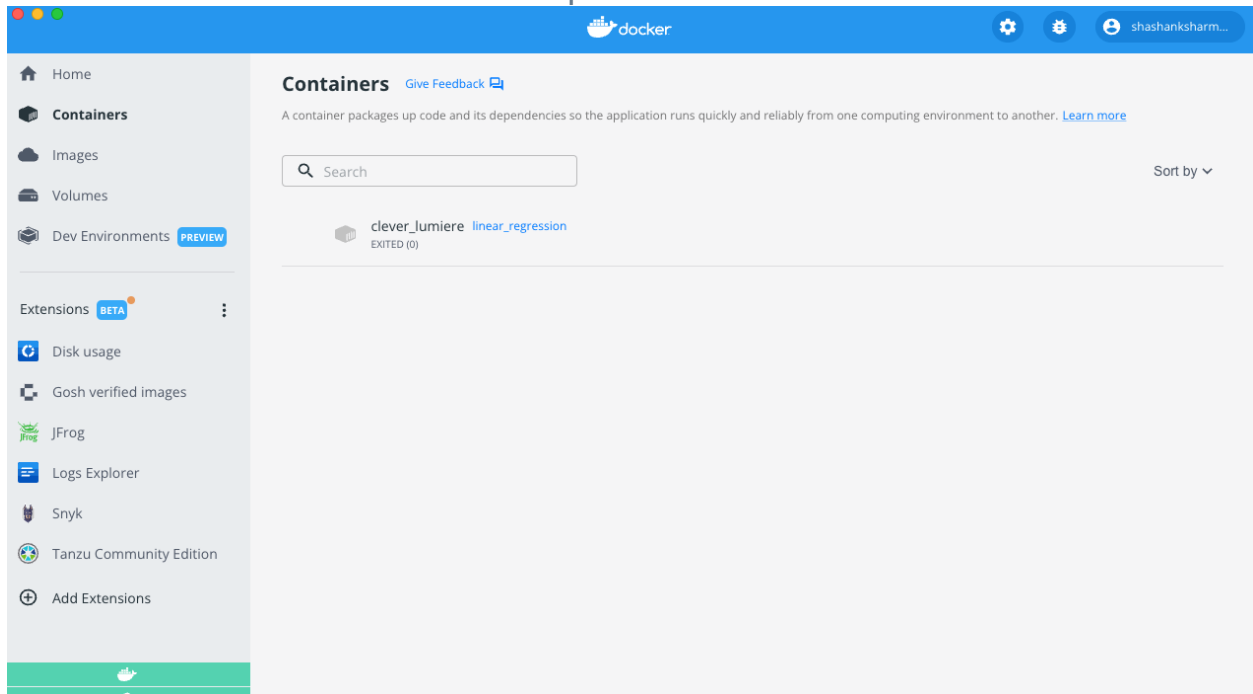 docker
shashanksharm...
Home
Containers
Images
Volumes
Dev Environments PREVIEW
Extensions BETA
Disk usage
Gosh verified images
JFrog
JFrog
Logs Explorer
Snyk
Tanzu Community Edition
Add Extensions
Containers Give Feedback
A container packages up code and its dependencies so the application runs quickly and reliably from one computing environment to another. Learn more
Search
Sort by
clever_lumiere linear_regression
EXITED (0)